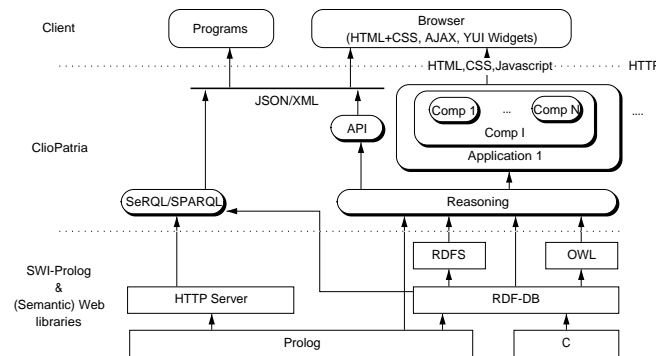 Client
Programs
Browser
(HTML+CSS, AJAX, YUI Widgets)
HTML,CSS,Javascript
HTTP
JSON/XML
ClioPatria
API
Comp 1
...
Comp N
Comp I
Application 1
....
SeRQL/SPARQL
Reasoning
SWI-Prolog
&
(Semantic) Web
libraries
RDFS
OWL
HTTP Server
RDF-DB
Prolog
C